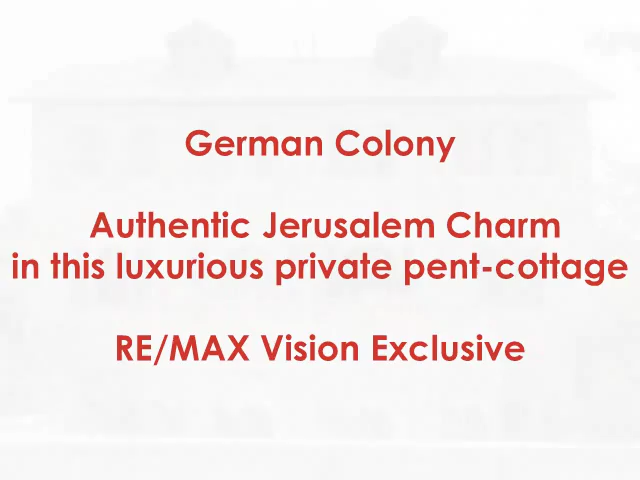 German Colony
Authentic Jerusalem Charm
in this luxurious private pent-cottage
RE/MAX Vision Exclusive